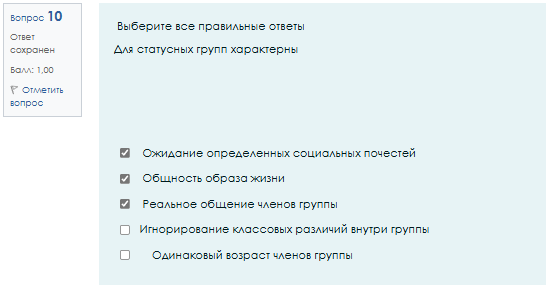 Вопрос 10
Ответ
сохранен
Балл: 1,00
Отметить
вопрос
Выберите все правильные ответы
Для статусных групп характерны
Ожидание определенных социальных почестей
Общность образа жизни
Реальное общение членов группы
Игнорирование классовых различий внутри группы
Одинаковый возраст членов группы